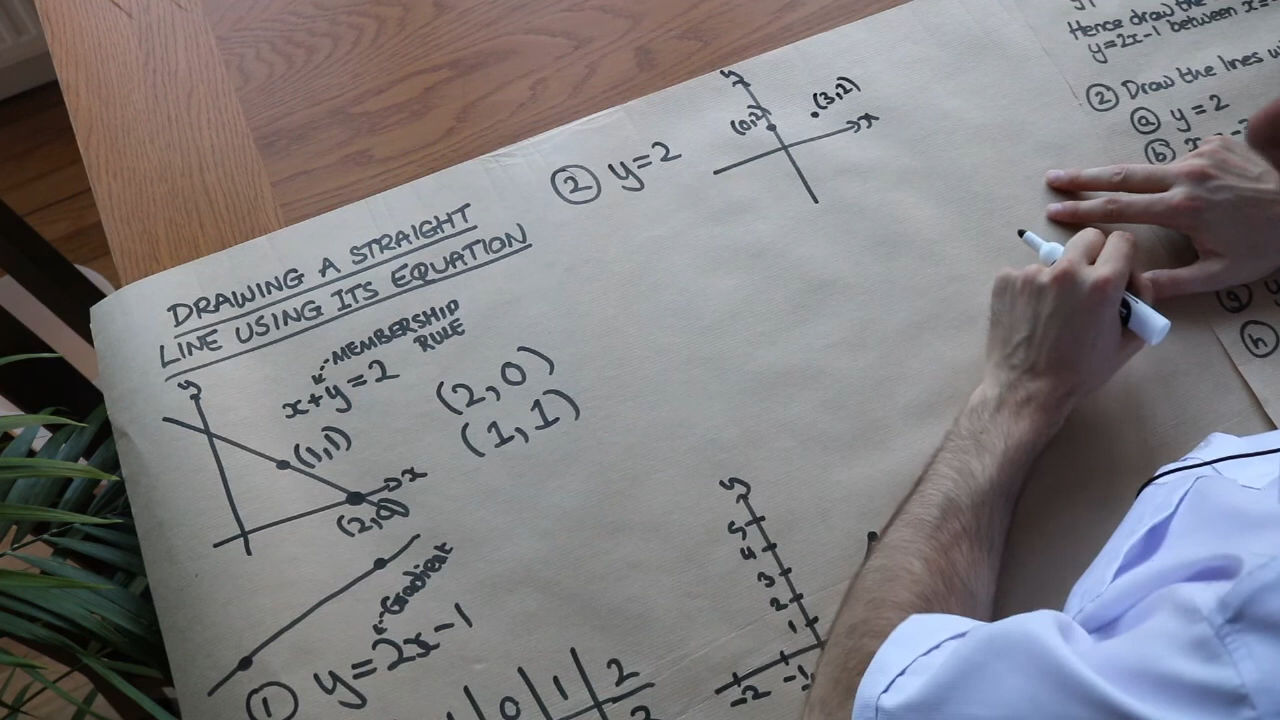 DRAWING A STRAIGHT
LINE USING ITS EQUATION
MEMBERSHIP
RULE
x+y=2
(2,0)
(1,1)
y
(1,1)
x
(2,0)
Gradient
① y=2x-1
0 1 2
② y=2
y
(0,2)
(3,2)
x
y
5
4
3
2
1
-2 -1
Hence draw the
y=2x-1 between x=
② Draw the lines
ⓐ y=2
ⓑ x
ⓖ
ⓗ